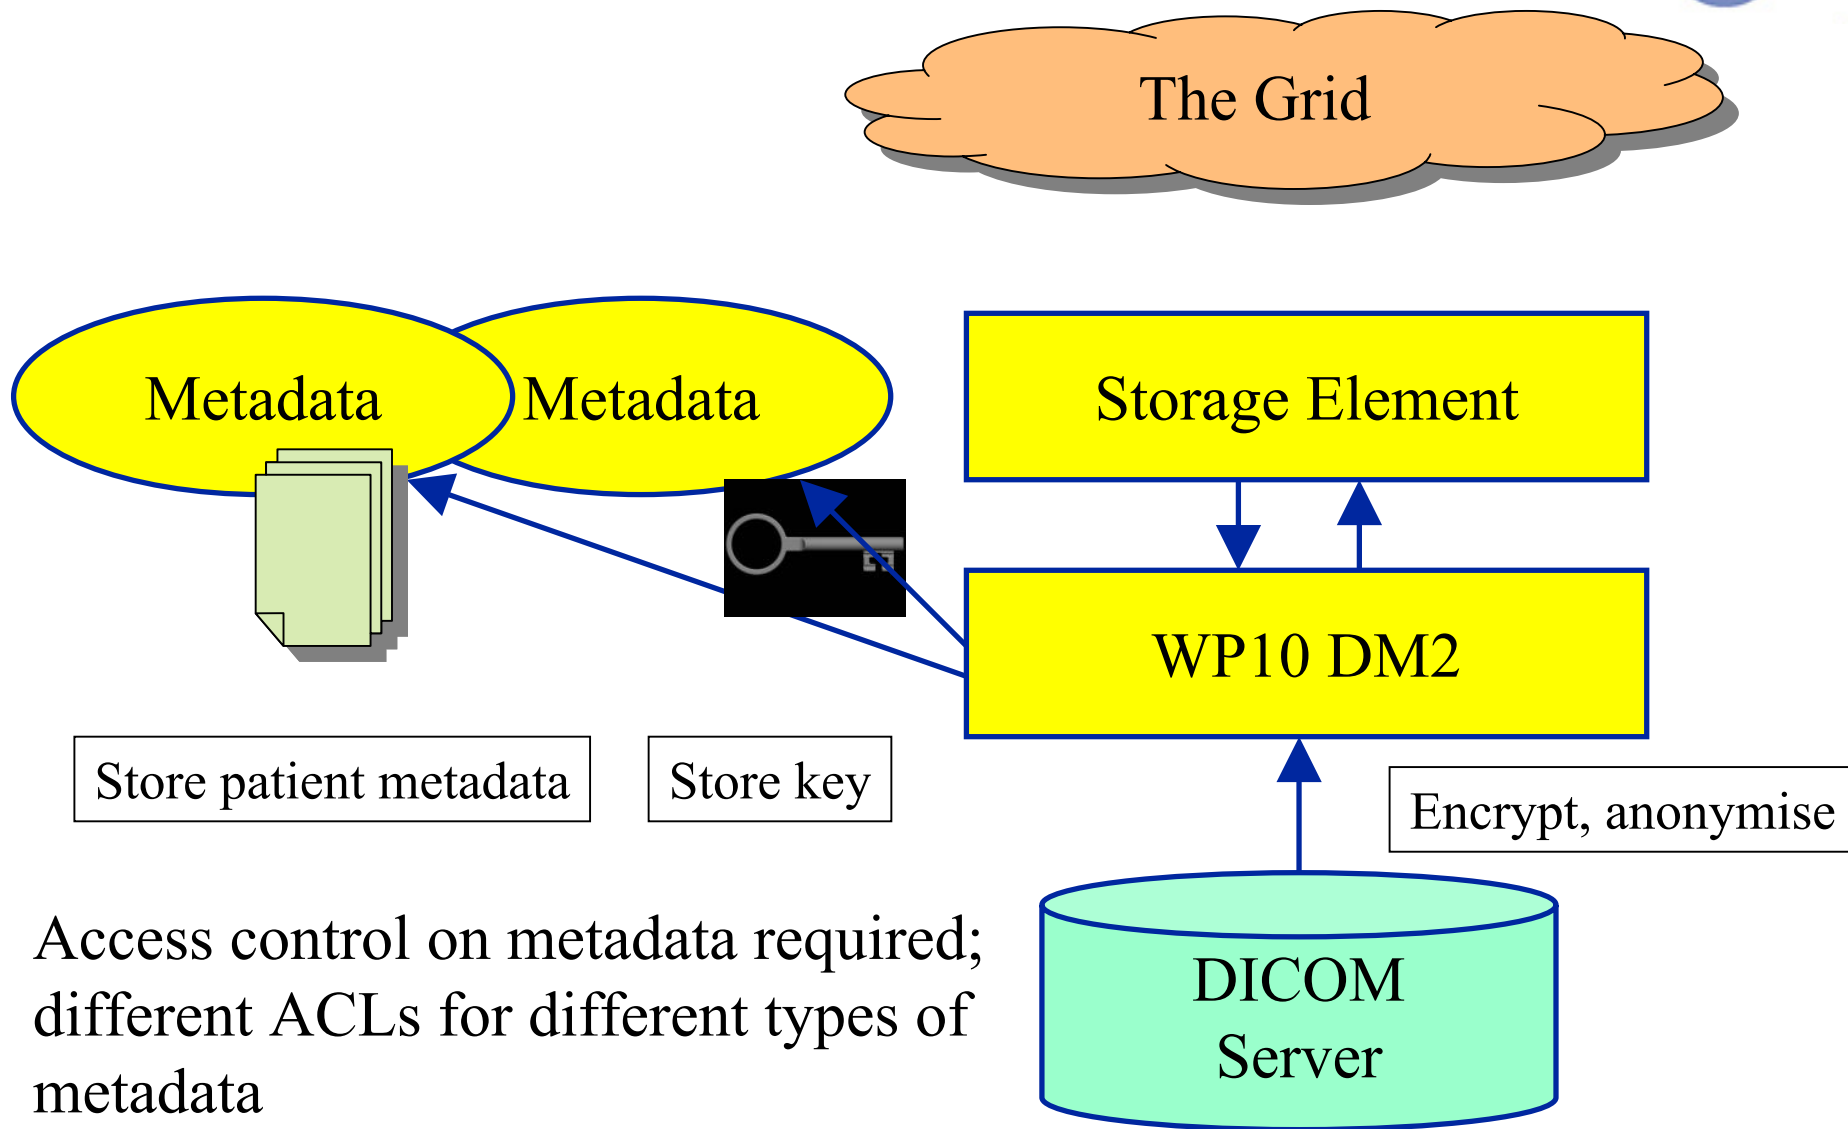 The Grid
Metadata
Metadata
Storage Element
WP10 DM2
Store patient metadata
Store key
Encrypt, anonymise
Access control on metadata required;
different ACLs for different types of
metadata
DICOM
Server